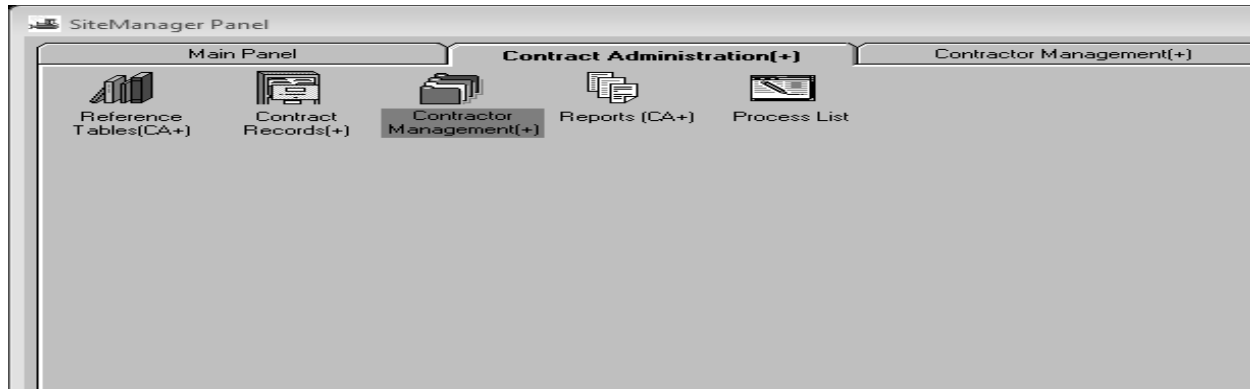 SiteManager Panel
Main Panel
Contract Administration(+)
Contractor Management(+)
Reference
Tables(CA+)
Contract
Records(+)
Contractor
Management(+)
Reports (CA+)
Process List